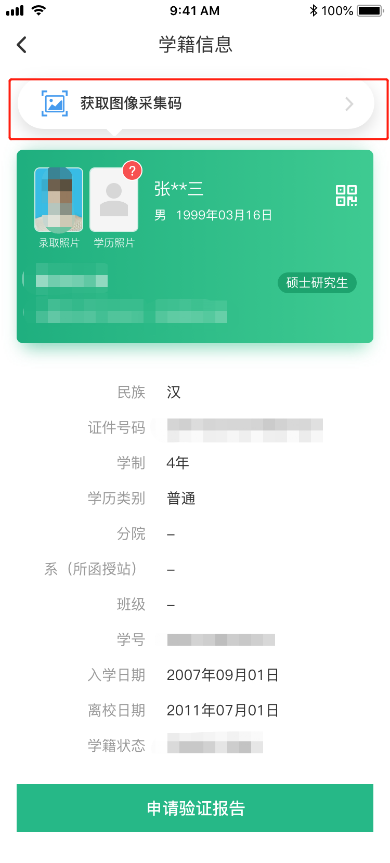 9:41 AM 100%
学籍信息
获取图像采集码
?
张**三
男 1999年03月16日
录取照片 学历照片
硕士研究生
民族 汉
证件号码
学制 4年
学历类别 普通
分院 –
系（所函授站） –
班级 –
学号
入学日期 2007年09月01日
离校日期 2011年07月01日
学籍状态
申请验证报告